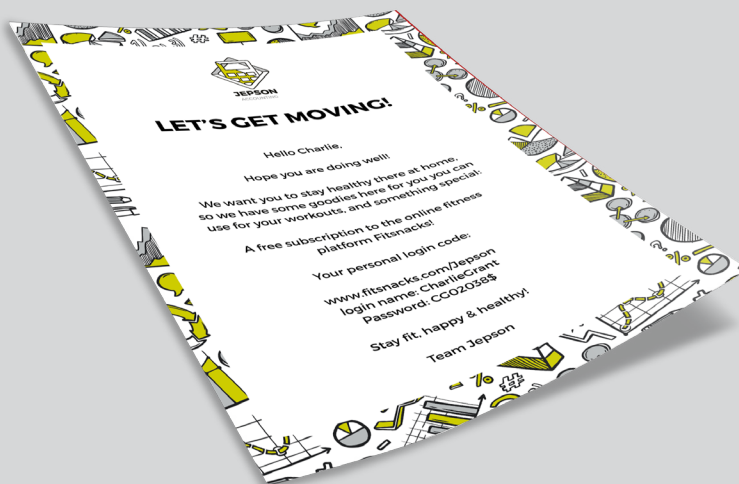 JEPSON
ACCOUNTING
LET'S GET MOVING!
Hello Charlie,
Hope you are doing well!
We want you to stay healthy there at home,
so we have some goodies here for you you can
use for your workouts, and something special:
A free subscription to the online fitness
platform Fitsnacks!
Your personal login code:
www.fitsnacks.com/Jepson
login name: CharlieGrant
Password: CC02038$
Stay fit, happy & healthy!
Team Jepson